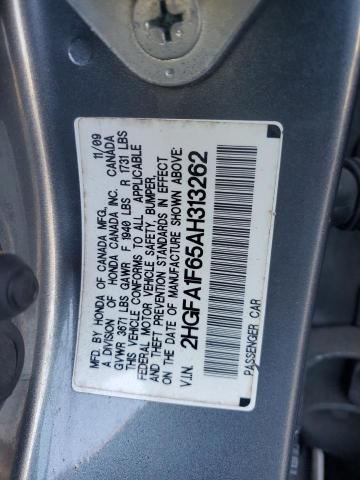 MFD. BY HONDA OF CANADA MFG. 11/09
A DIVISION OF HONDA CANADA INC. CANADA
GVWR 3671 LBS GAWR F 1940 LBS R 1731 LBS
THIS VEHICLE CONFORMS TO ALL APPLICABLE
FEDERAL MOTOR VEHICLE SAFETY, BUMPER,
AND THEFT PREVENTION STANDARDS IN EFFECT
ON THE DATE OF MANUFACTURE SHOWN ABOVE.
V.I.N. 2HGFA1F65AH313262
PASSENGER CAR